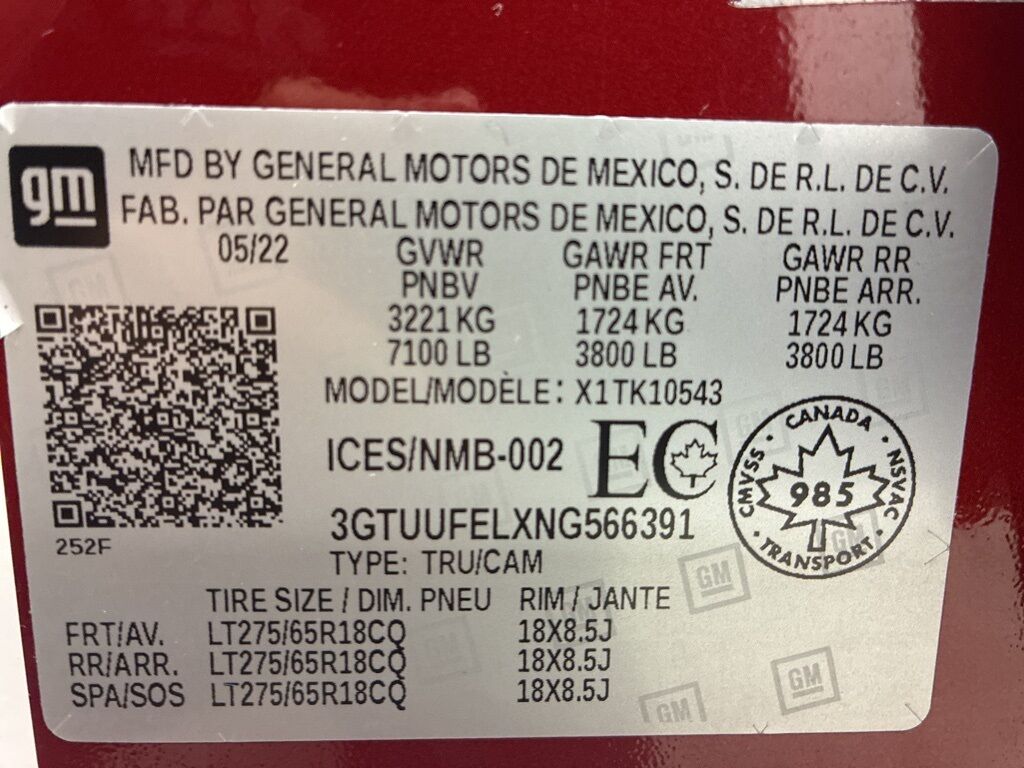 gm
MFD BY GENERAL MOTORS DE MEXICO, S. DE R.L. DE C.V.
FAB. PAR GENERAL MOTORS DE MEXICO, S. DE R.L. DE C.V.
05/22 GVWR GAWR FRT GAWR RR
PNBV PNBE AV. PNBE ARR.
3221 KG 1724 KG 1724 KG
7100 LB 3800 LB 3800 LB
MODEL/MODÈLE: X1TK10543
ICES/NMB-002 EC
CANADA
CMVSS 985 NSVAC
TRANSPORT
3GTUUFELXNG566391
252F
TYPE: TRU/CAM
TIRE SIZE / DIM. PNEU RIM / JANTE
FRT/AV. LT275/65R18CQ 18X8.5J
RR/ARR. LT275/65R18CQ 18X8.5J
SPA/SOS LT275/65R18CQ 18X8.5J
GM
GM
GM